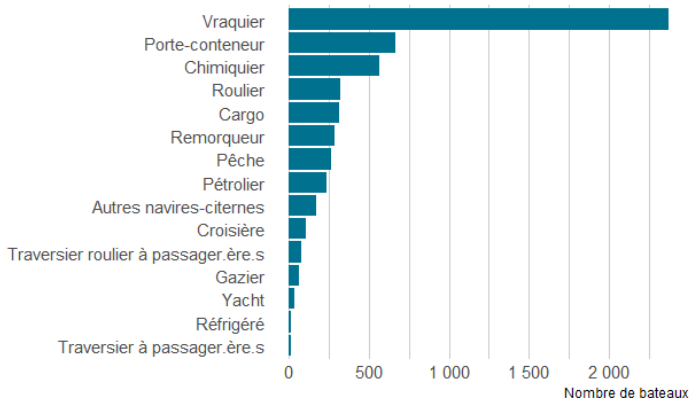 Vraquier
Porte-conteneur
Chimiquier
Roulier
Cargo
Remorqueur
Pêche
Pétrolier
Autres navires-citernes
Croisière
Traversier roulier à passager.ère.s
Gazier
Yacht
Réfrigéré
Traversier à passager.ère.s
0 500 1 000 1 500 2 000
Nombre de bateaux